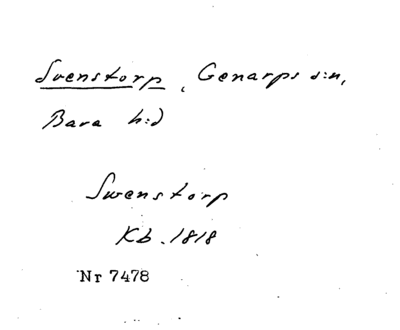 Svenstorp, Genarps s:n,
Bara h:d
Swenstorp
Kb. 1818
Nr 7478